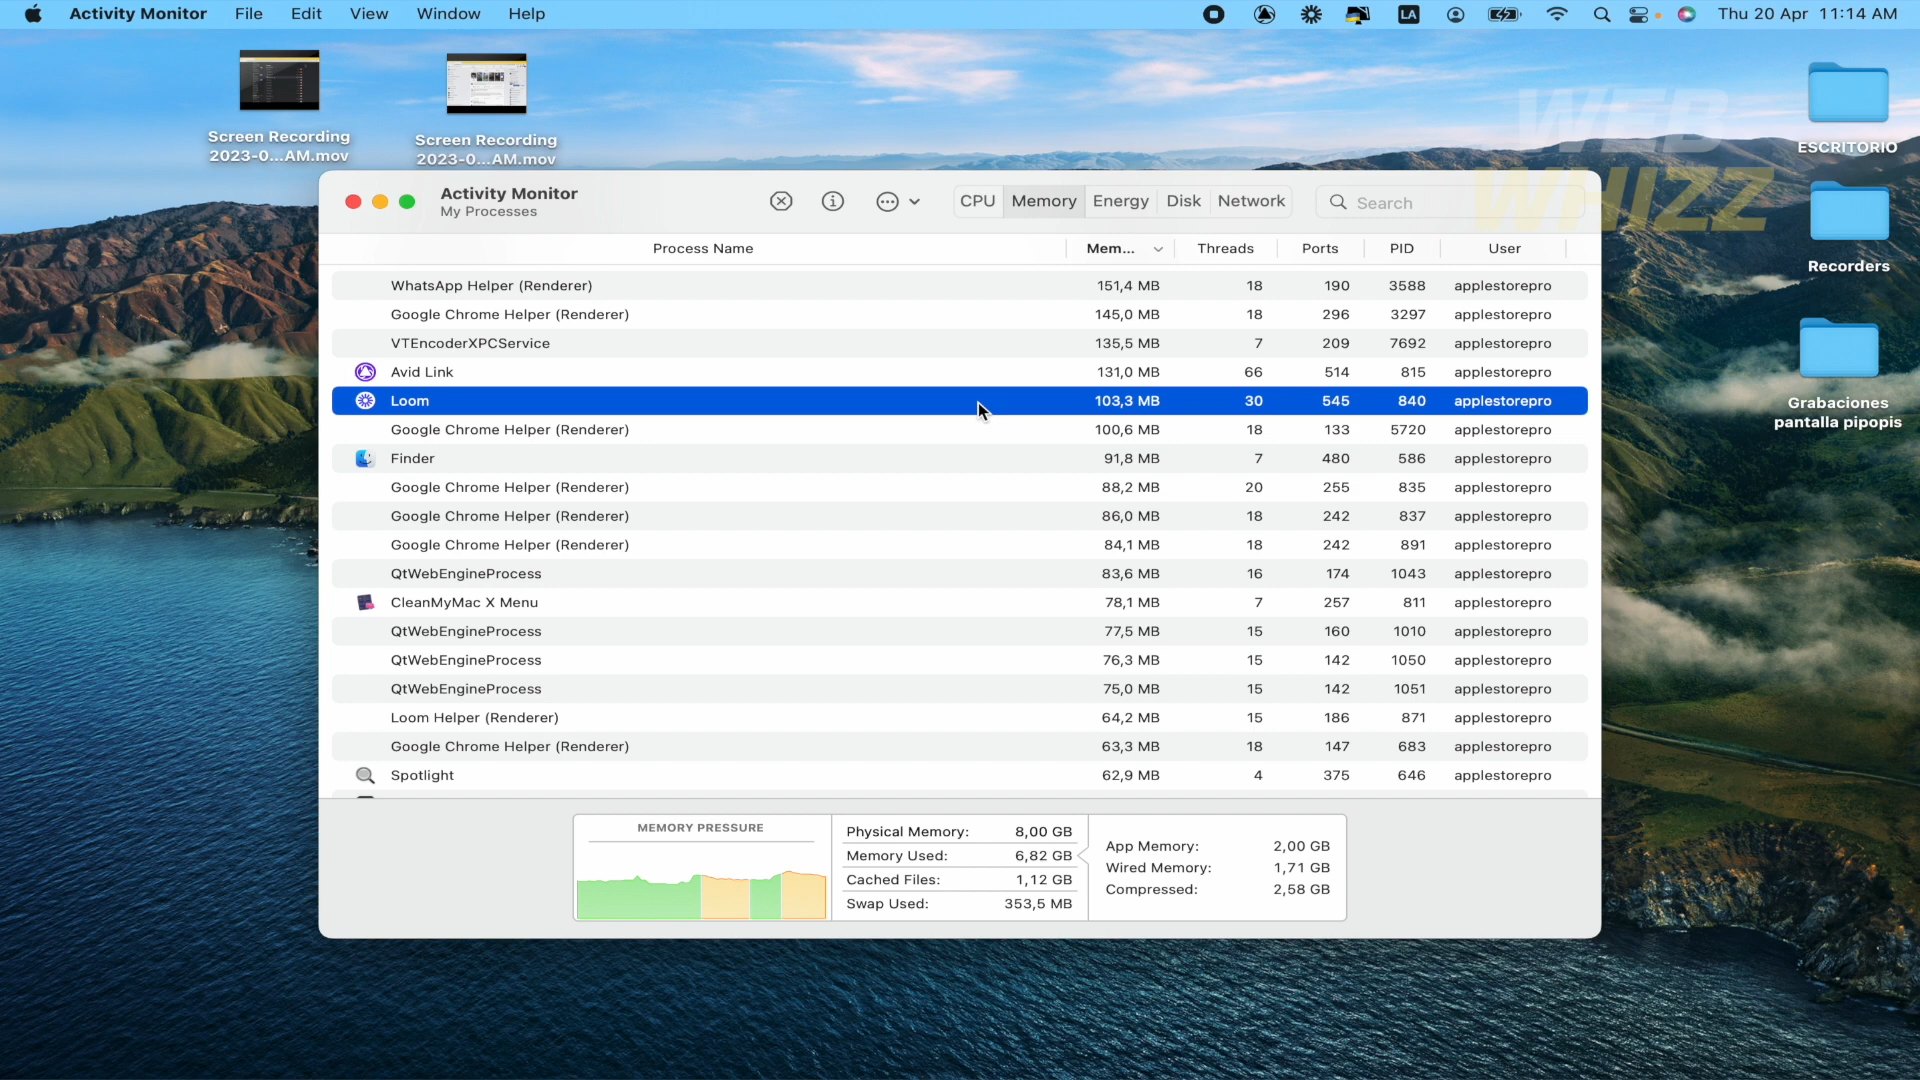 Activity Monitor File Edit View Window Help LA Thu 20 Apr 11:14 AM
Screen Recording
2023-0...AM.mov
Screen Recording
2023-0...AM.mov
WEB
WHIZZ
ESCRITORIO
Recorders
Grabaciones
pantalla pipopis
Activity Monitor
My Processes
CPU Memory Energy Disk Network Search
Process Name Mem... Threads Ports PID User
WhatsApp Helper (Renderer) 151,4 MB 18 190 3588 applestorepro
Google Chrome Helper (Renderer) 145,0 MB 18 296 3297 applestorepro
VTEncoderXPCService 135,5 MB 7 209 7692 applestorepro
Avid Link 131,0 MB 66 514 815 applestorepro
Loom 103,3 MB 30 545 840 applestorepro
Google Chrome Helper (Renderer) 100,6 MB 18 133 5720 applestorepro
Finder 91,8 MB 7 480 586 applestorepro
Google Chrome Helper (Renderer) 88,2 MB 20 255 835 applestorepro
Google Chrome Helper (Renderer) 86,0 MB 18 242 837 applestorepro
Google Chrome Helper (Renderer) 84,1 MB 18 242 891 applestorepro
QtWebEngineProcess 83,6 MB 16 174 1043 applestorepro
CleanMyMac X Menu 78,1 MB 7 257 811 applestorepro
QtWebEngineProcess 77,5 MB 15 160 1010 applestorepro
QtWebEngineProcess 76,3 MB 15 142 1050 applestorepro
QtWebEngineProcess 75,0 MB 15 142 1051 applestorepro
Loom Helper (Renderer) 64,2 MB 15 186 871 applestorepro
Google Chrome Helper (Renderer) 63,3 MB 18 147 683 applestorepro
Spotlight 62,9 MB 4 375 646 applestorepro
MEMORY PRESSURE
Physical Memory: 8,00 GB
Memory Used: 6,82 GB
Cached Files: 1,12 GB
Swap Used: 353,5 MB
App Memory: 2,00 GB
Wired Memory: 1,71 GB
Compressed: 2,58 GB